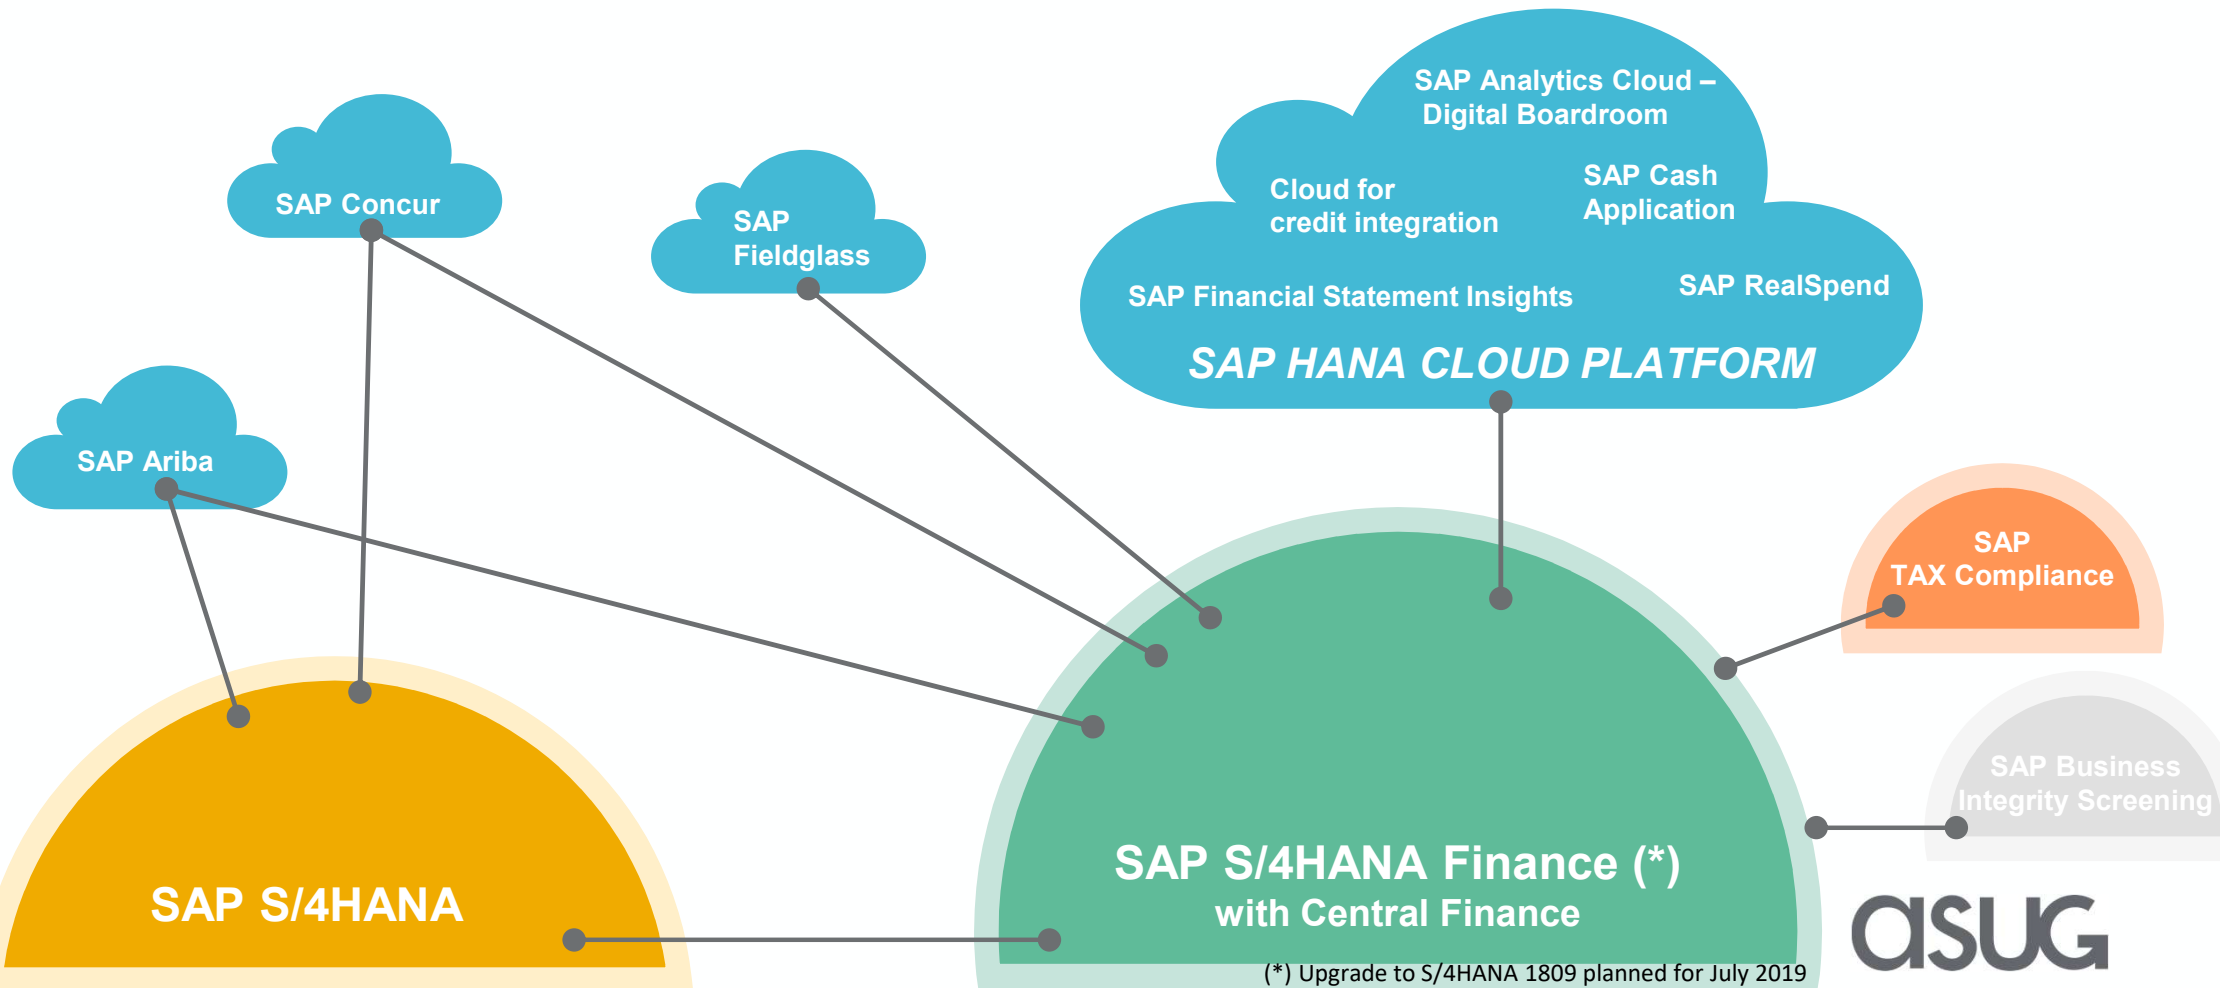 SAP Analytics Cloud –
Digital Boardroom
SAP Concur
SAP
Fieldglass
Cloud for
credit integration
SAP Cash
Application
SAP Financial Statement Insights
SAP RealSpend
SAP HANA CLOUD PLATFORM
SAP Ariba
SAP
TAX Compliance
SAP Business
Integrity Screening
SAP S/4HANA
SAP S/4HANA Finance (*)
with Central Finance
asug
(*) Upgrade to S/4HANA 1809 planned for July 2019